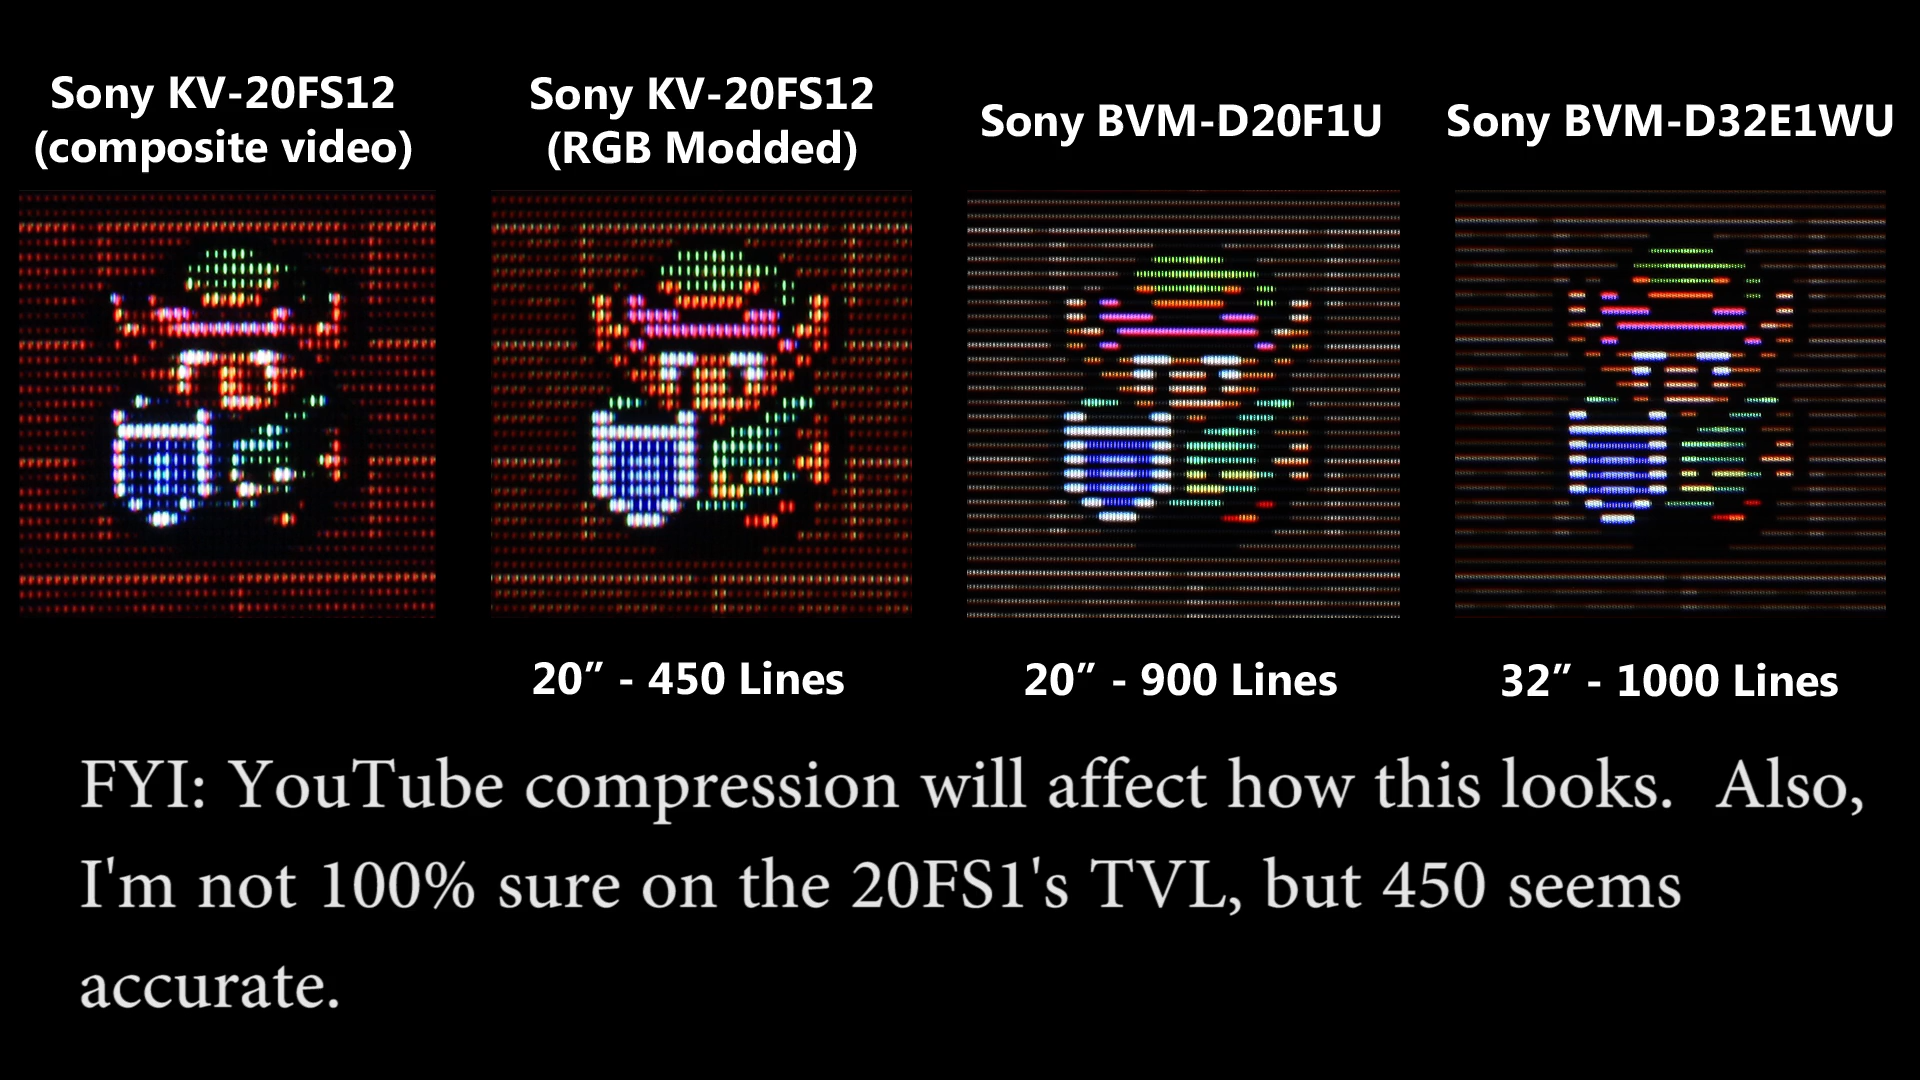 Sony KV-20FS12
(composite video)
Sony KV-20FS12
(RGB Modded)
Sony BVM-D20F1U
Sony BVM-D32E1WU
20” - 450 Lines
20” - 900 Lines
32” - 1000 Lines
FYI: YouTube compression will affect how this looks.  Also,
I'm not 100% sure on the 20FS1's TVL, but 450 seems
accurate.